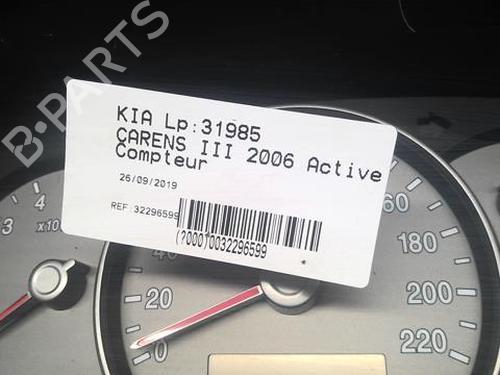 B-PARTS
KIA Lp:31985
CARENS III 2006 Active
Compteur
26/09/2019
REF:32296599
(?000)0032296599
3
4
x10
160
180
200
220
40
20
0